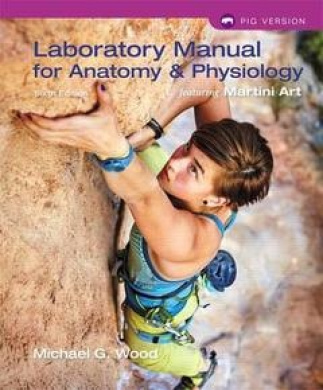 PIG VERSION
Laboratory Manual
for Anatomy & Physiology
Sixth Edition
featuring Martini Art
Michael G. Wood